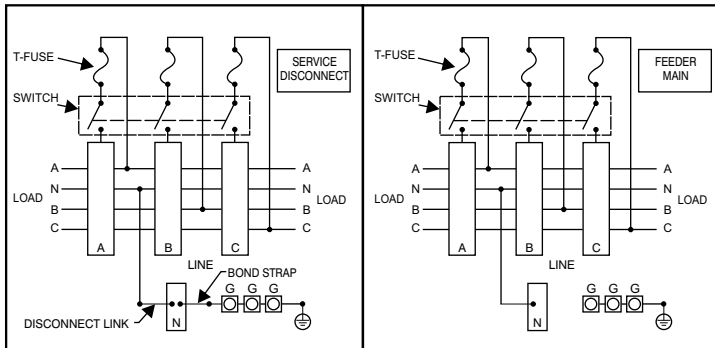 T-FUSE
SERVICE
DISCONNECT
SWITCH
A
N
LOAD
B
C
A
N
B
LOAD
C
A
B
C
LINE
BOND STRAP
G G G
DISCONNECT LINK
N
T-FUSE
FEEDER
MAIN
SWITCH
A
N
LOAD
B
C
A
N
B
LOAD
C
A
B
C
LINE
G G G
N